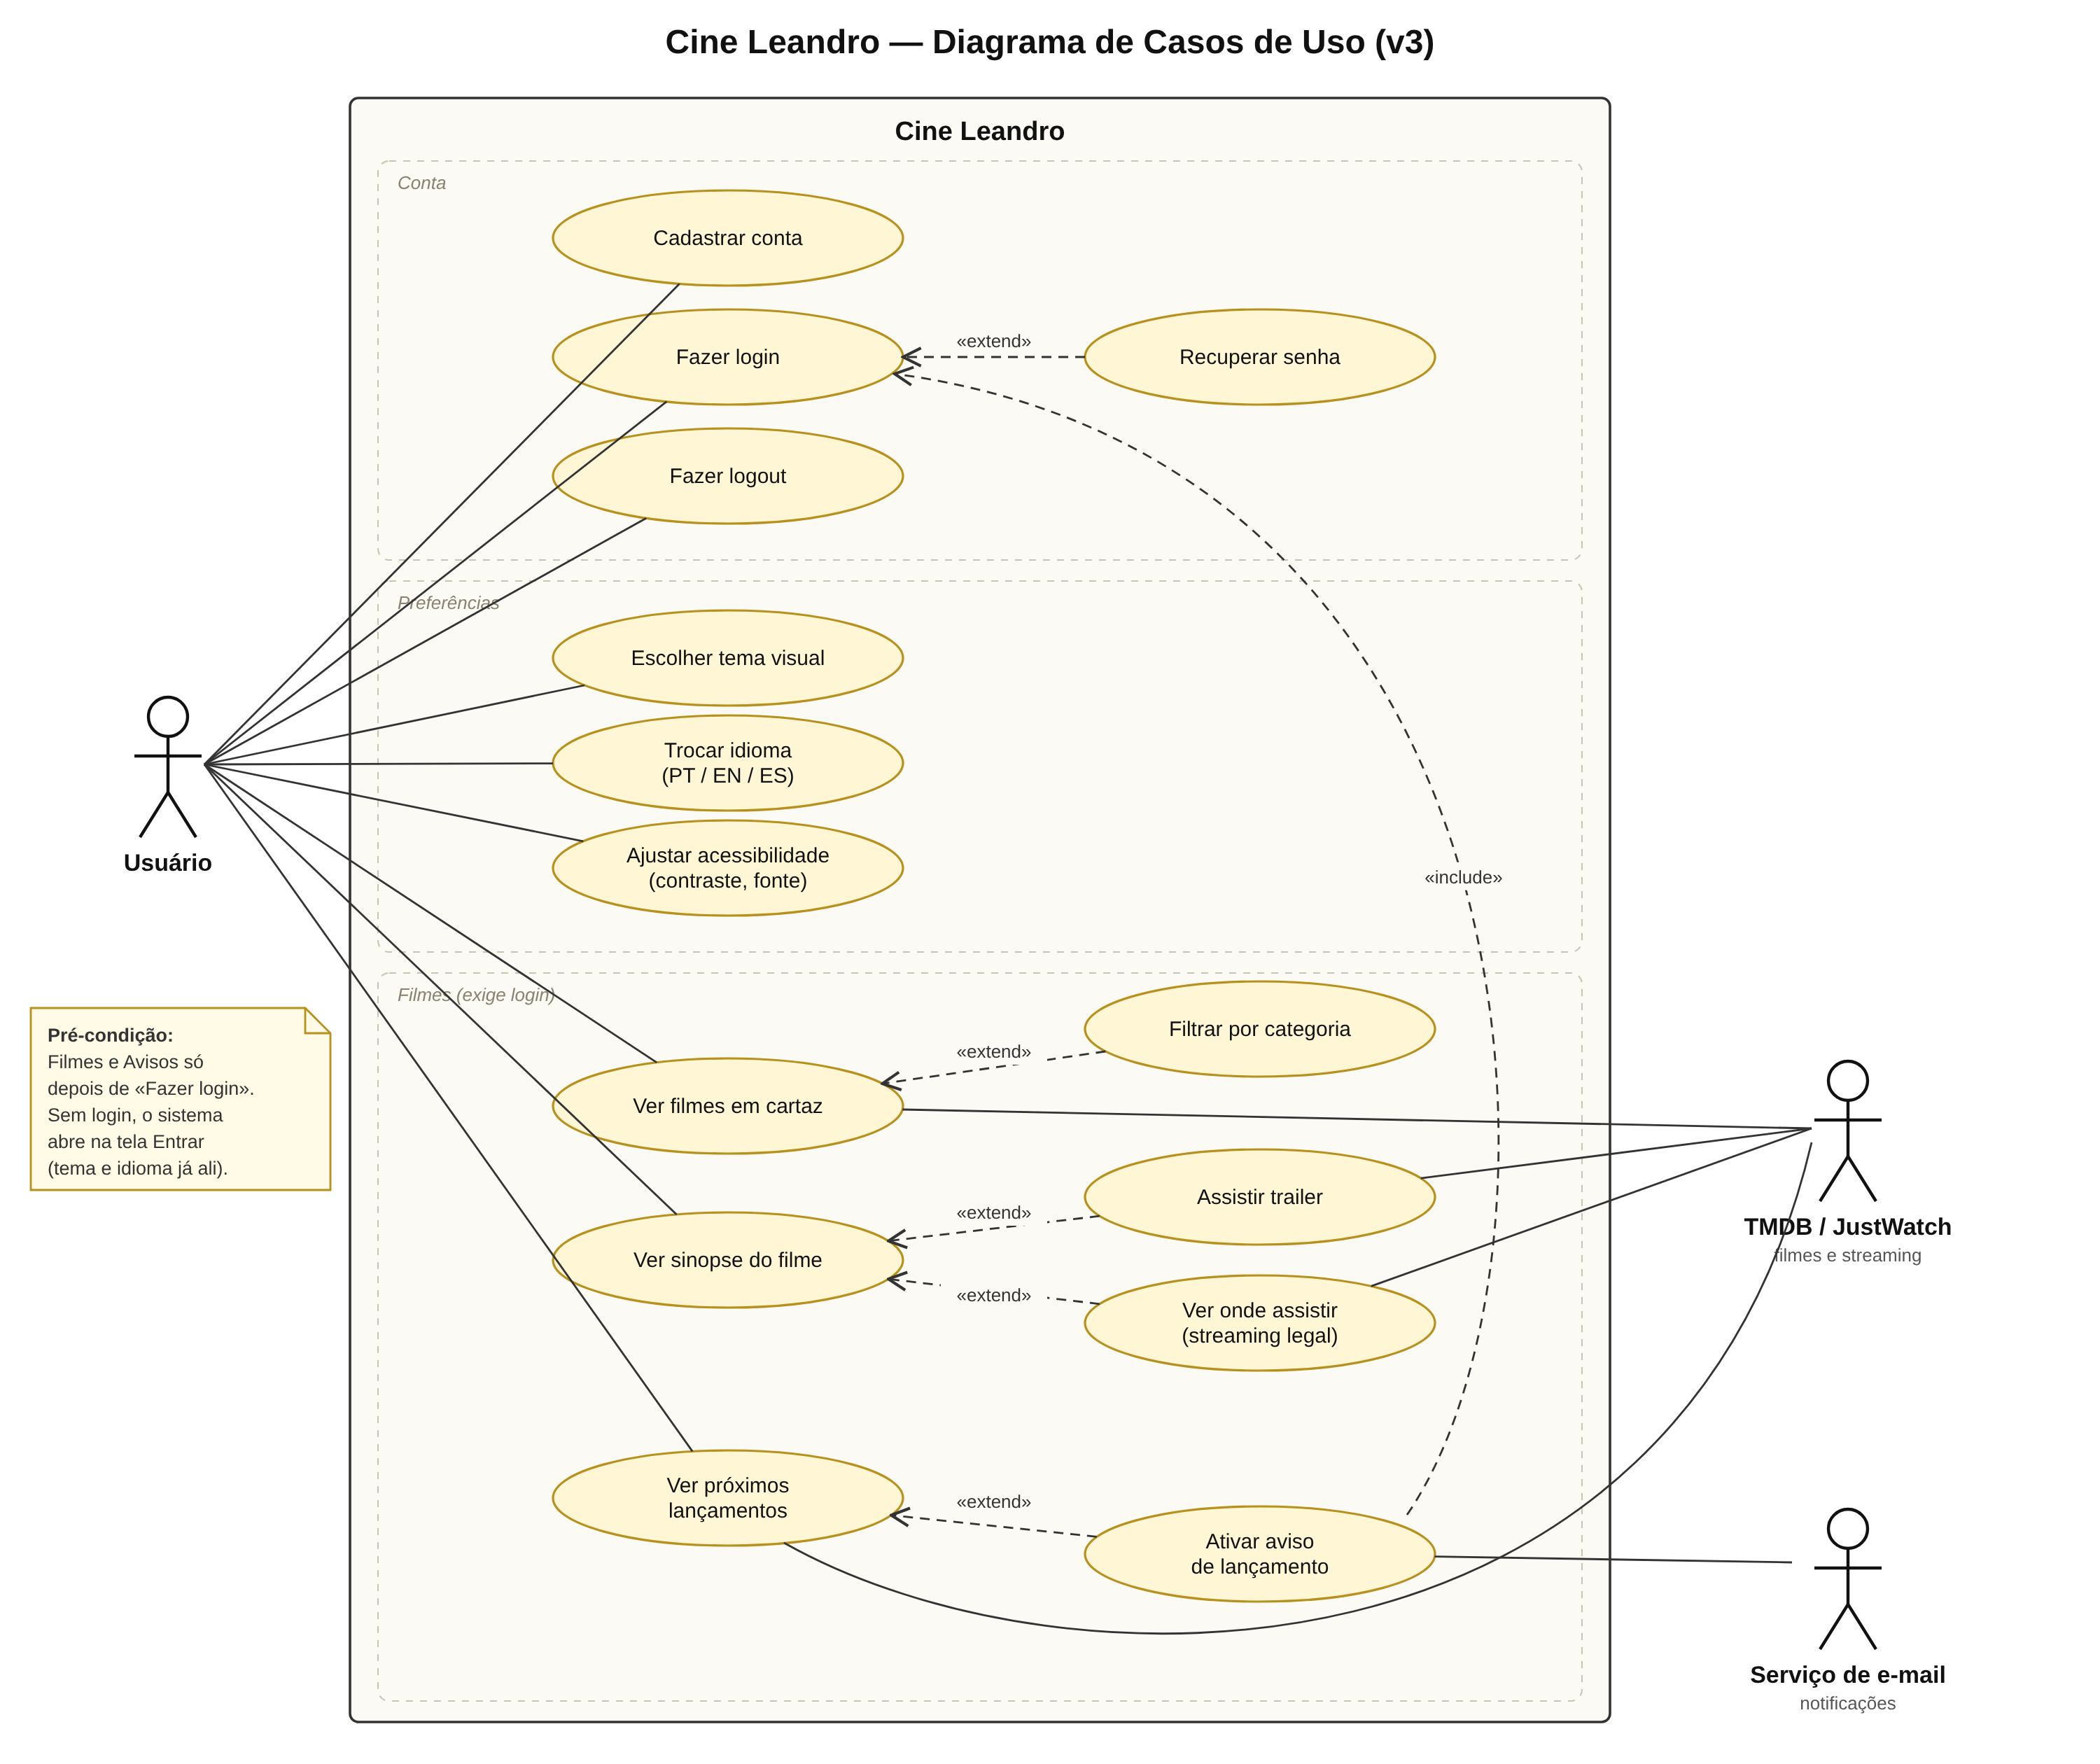 Cine Leandro — Diagrama de Casos de Uso (v3)
Cine Leandro
Conta
Cadastrar conta
Fazer login
«extend»
Recuperar senha
Fazer logout
Preferências
Escolher tema visual
Trocar idioma
(PT / EN / ES)
Ajustar acessibilidade
(contraste, fonte)
Usuário
«include»
Filmes (exige login)
Pré-condição:
Filmes e Avisos só
depois de «Fazer login».
Sem login, o sistema
abre na tela Entrar
(tema e idioma já ali).
Filtrar por categoria
«extend»
Ver filmes em cartaz
Assistir trailer
«extend»
Ver sinopse do filme
«extend»
Ver onde assistir
(streaming legal)
TMDB / JustWatch
filmes e streaming
Ver próximos
lançamentos
«extend»
Ativar aviso
de lançamento
Serviço de e-mail
notificações